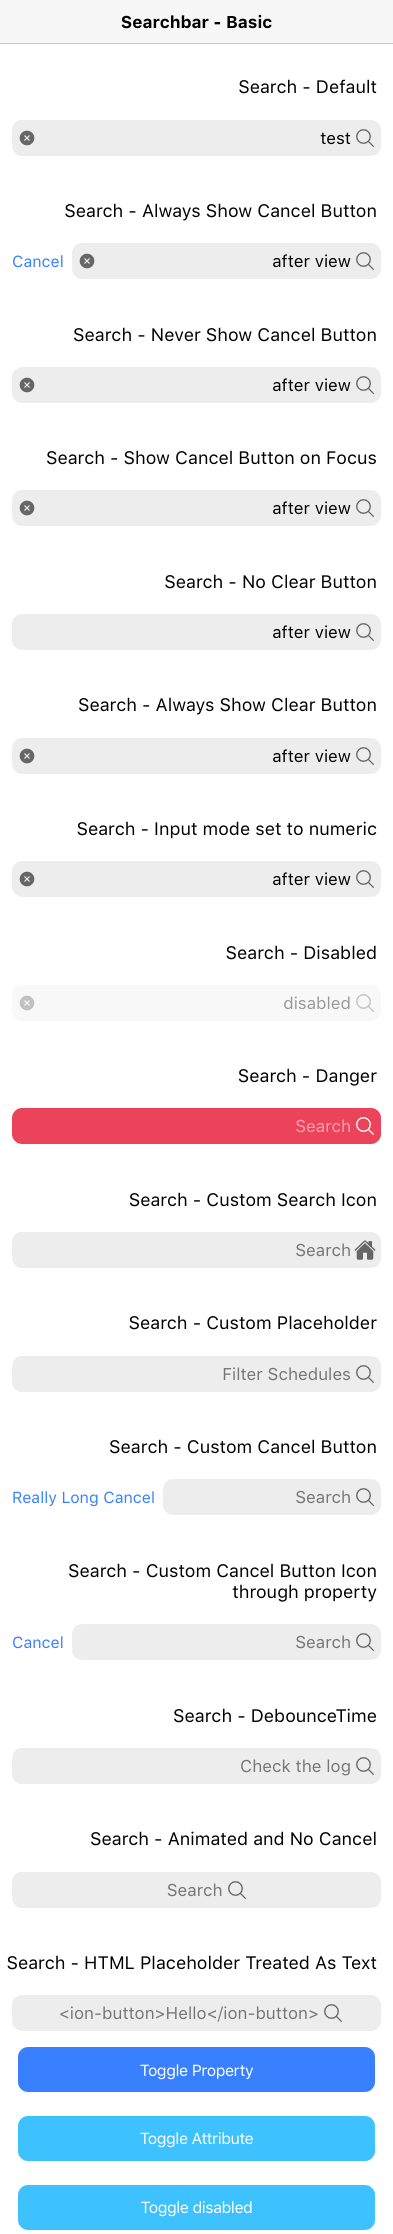 Searchbar - Basic
Search - Default
test
Search - Always Show Cancel Button
Cancel
after view
Search - Never Show Cancel Button
after view
Search - Show Cancel Button on Focus
after view
Search - No Clear Button
after view
Search - Always Show Clear Button
after view
Search - Input mode set to numeric
after view
Search - Disabled
disabled
Search - Danger
Search
Search - Custom Search Icon
Search
Search - Custom Placeholder
Filter Schedules
Search - Custom Cancel Button
Really Long Cancel
Search
Search - Custom Cancel Button Icon
through property
Cancel
Search
Search - DebounceTime
Check the log
Search - Animated and No Cancel
Search
Search - HTML Placeholder Treated As Text
<ion-button>Hello</ion-button>
Toggle Property
Toggle Attribute
Toggle disabled